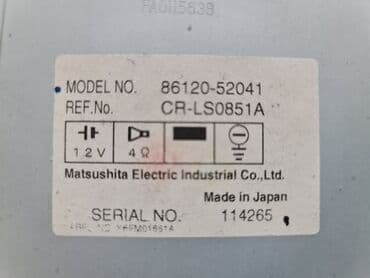 FA0115839
MODEL NO. 86120-52041
REF.No. CR-LS0851A
12V 4Ω
Matsushita Electric Industrial Co.,Ltd.
Made in Japan
SERIAL NO. 114265